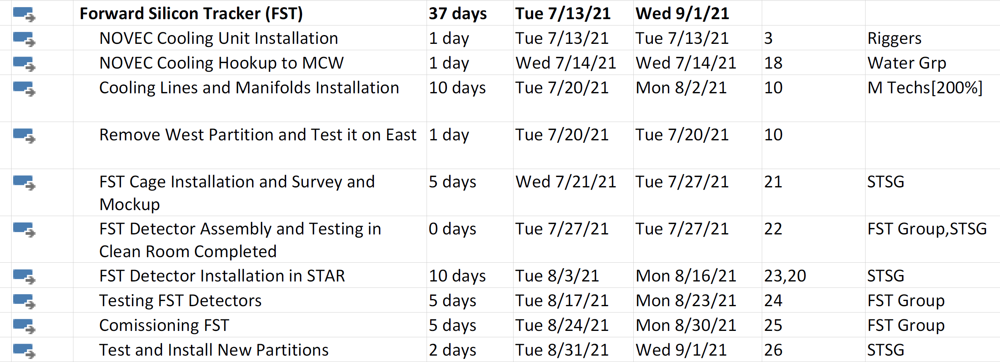 Forward Silicon Tracker (FST) 37 days Tue 7/13/21 Wed 9/1/21
NOVEC Cooling Unit Installation 1 day Tue 7/13/21 Tue 7/13/21 3 Riggers
NOVEC Cooling Hookup to MCW 1 day Wed 7/14/21 Wed 7/14/21 18 Water Grp
Cooling Lines and Manifolds Installation 10 days Tue 7/20/21 Mon 8/2/21 10 M Techs[200%]
Remove West Partition and Test it on East 1 day Tue 7/20/21 Tue 7/20/21 10
FST Cage Installation and Survey and 5 days Wed 7/21/21 Tue 7/27/21 21 STSG
Mockup
FST Detector Assembly and Testing in 0 days Tue 7/27/21 Tue 7/27/21 22 FST Group,STSG
Clean Room Completed
FST Detector Installation in STAR 10 days Tue 8/3/21 Mon 8/16/21 23,20 STSG
Testing FST Detectors 5 days Tue 8/17/21 Mon 8/23/21 24 FST Group
Comissioning FST 5 days Tue 8/24/21 Mon 8/30/21 25 FST Group
Test and Install New Partitions 2 days Tue 8/31/21 Wed 9/1/21 26 STSG